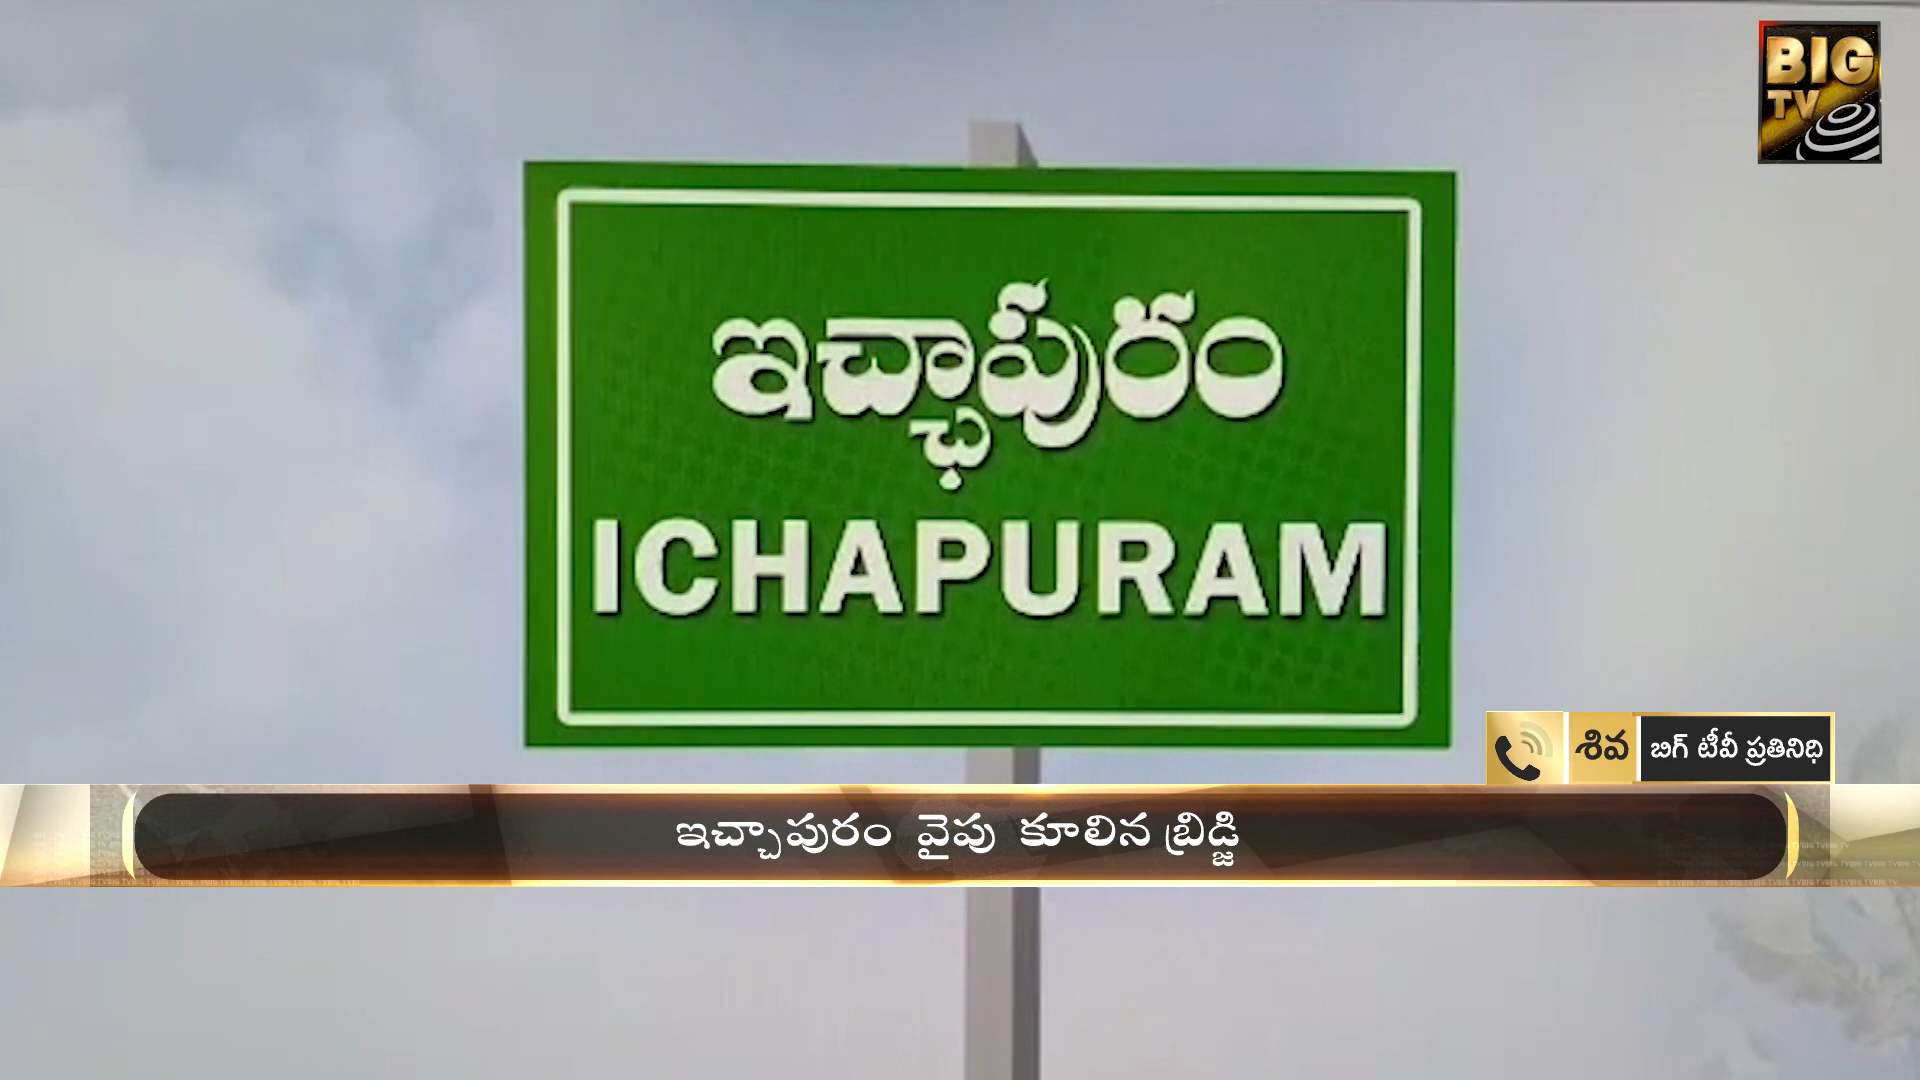 BIG
TV
ఇచ్ఛాపురం
ICHAPURAM
శివ
బిగ్ టీవీ ప్రతినిధి
ఇచ్చాపురం వైపు కూలిన బ్రిడ్జి